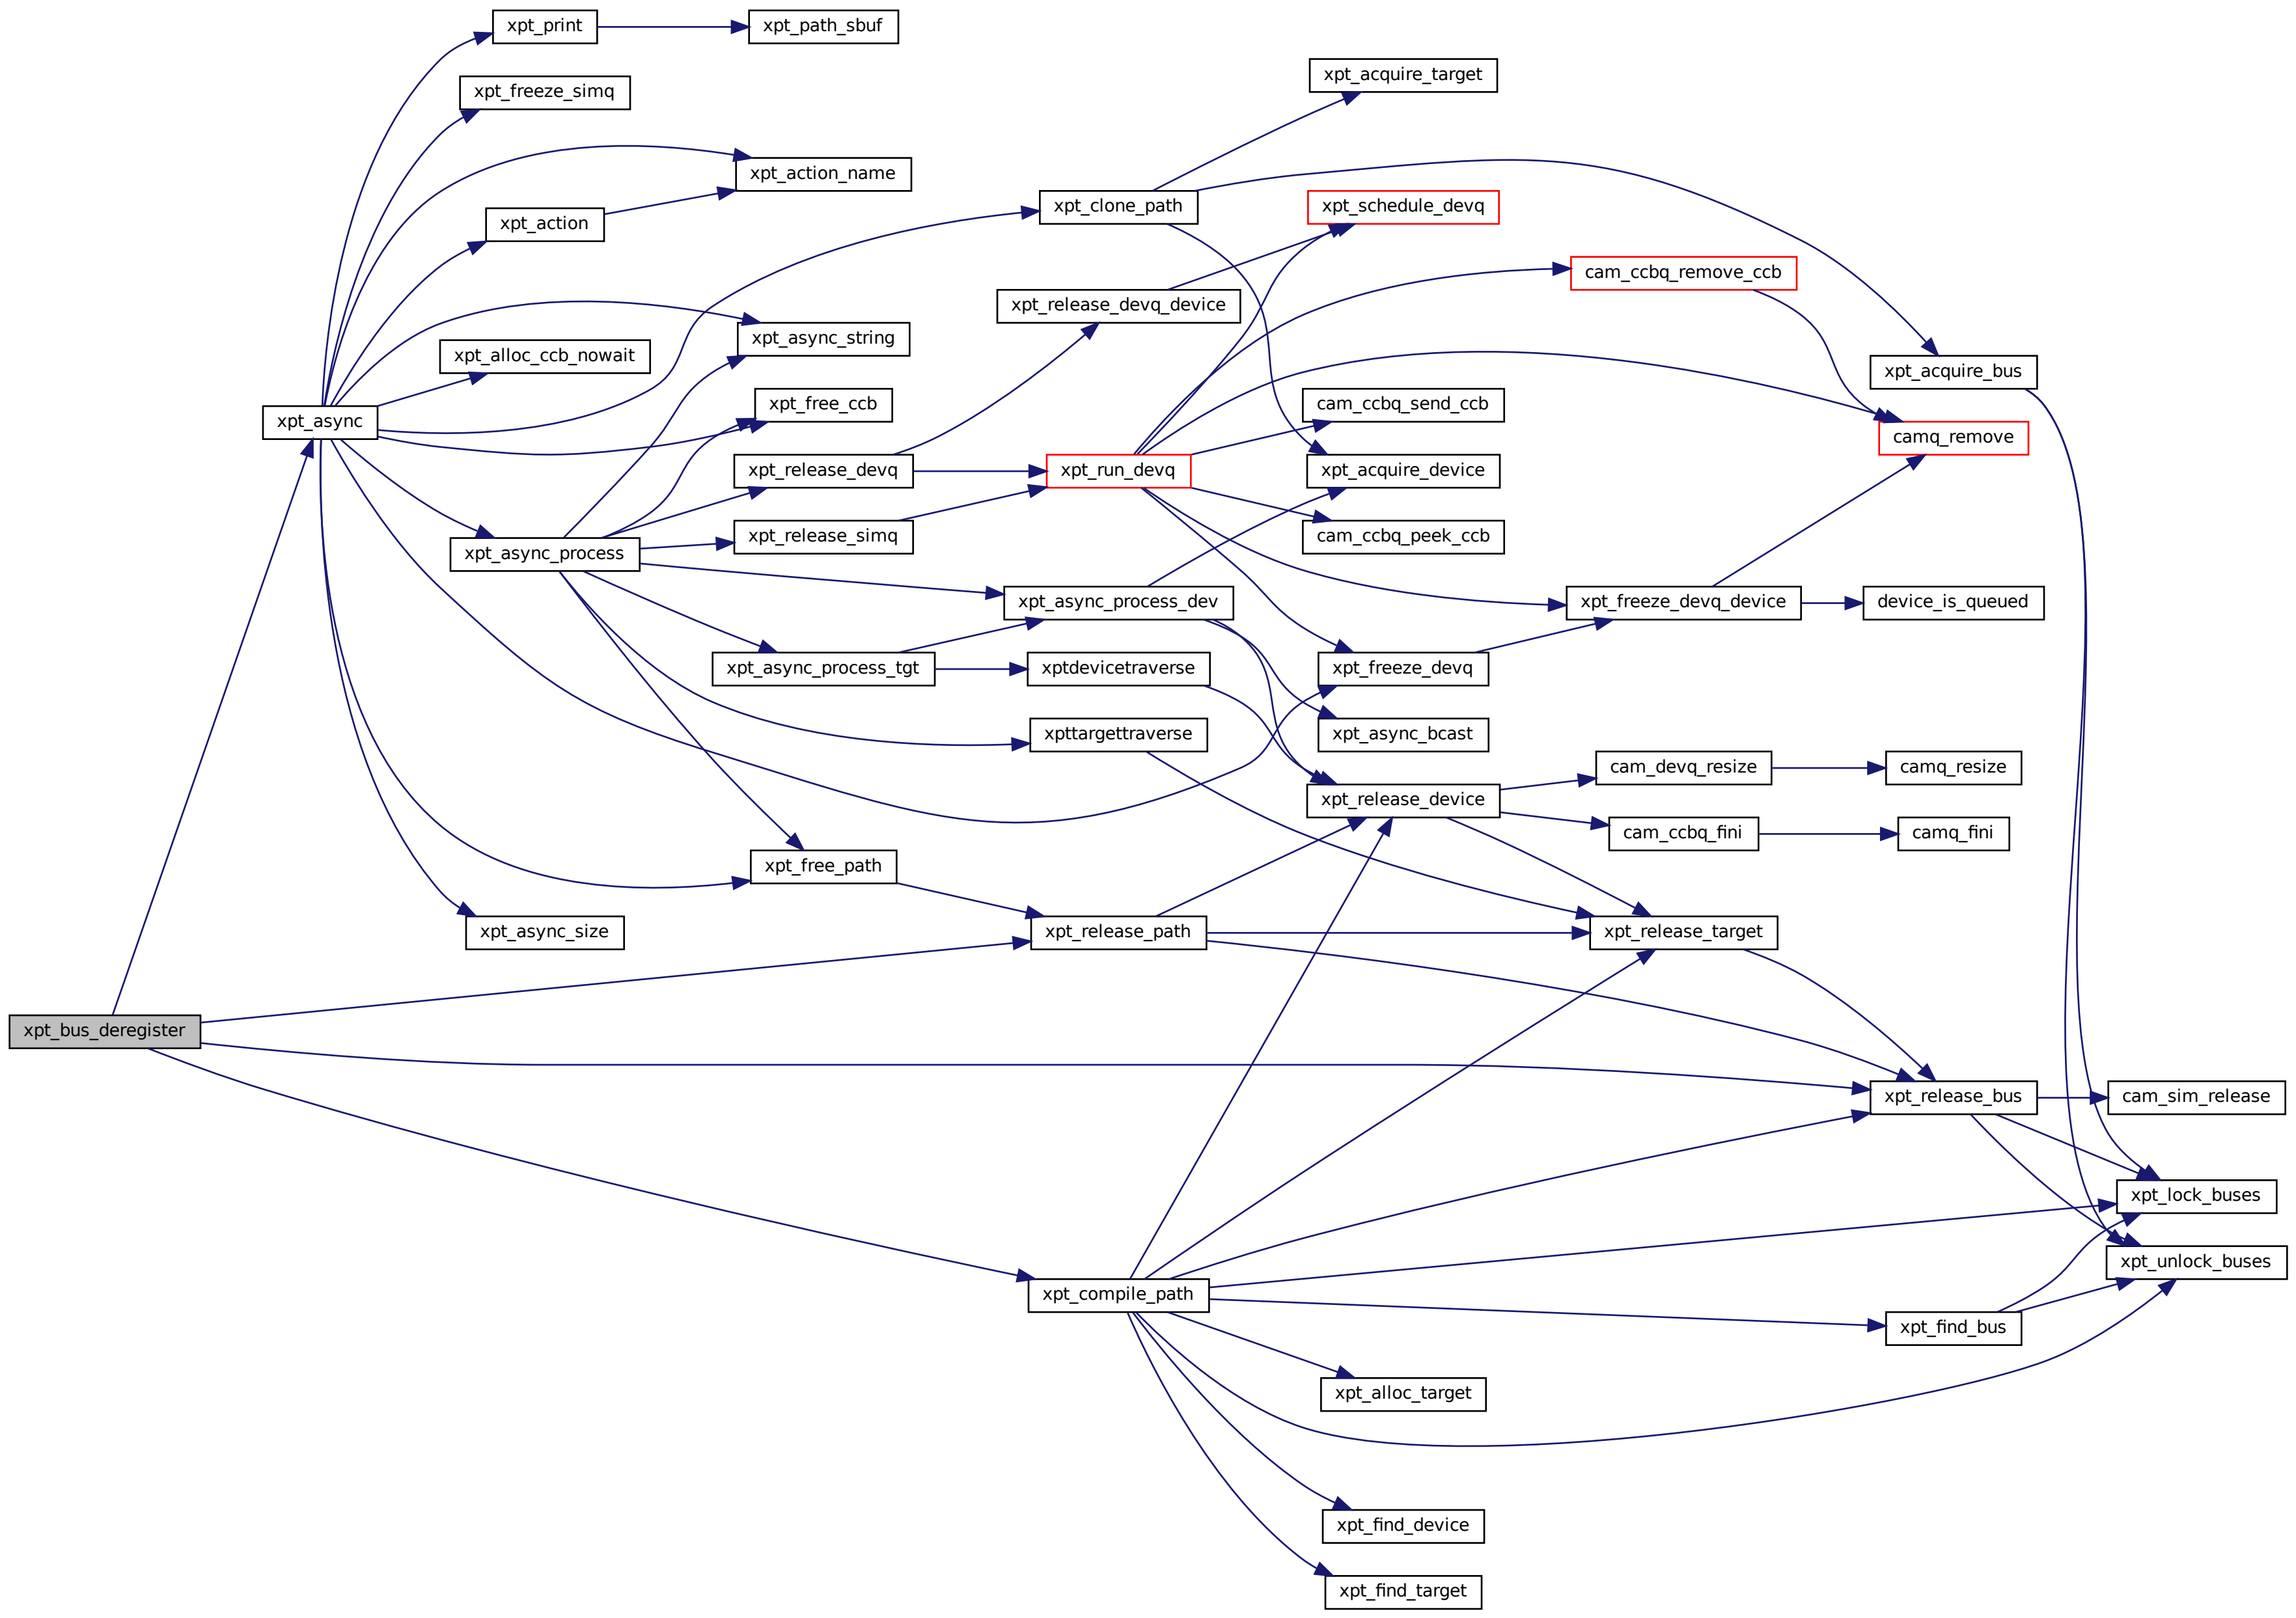 xpt_print
xpt_path_sbuf
xpt_acquire_target
xpt_freeze_simq
xpt_action_name
xpt_clone_path
xpt_schedule_devq
xpt_action
cam_ccbq_remove_ccb
xpt_release_devq_device
xpt_async_string
xpt_alloc_ccb_nowait
xpt_acquire_bus
xpt_free_ccb
cam_ccbq_send_ccb
xpt_async
camq_remove
xpt_release_devq
xpt_run_devq
xpt_acquire_device
xpt_release_simq
cam_ccbq_peek_ccb
xpt_async_process
xpt_async_process_dev
xpt_freeze_devq_device
device_is_queued
xpt_async_process_tgt
xptdevicetraverse
xpt_freeze_devq
xpttargettraverse
xpt_async_bcast
cam_devq_resize
camq_resize
xpt_release_device
cam_ccbq_fini
camq_fini
xpt_free_path
xpt_async_size
xpt_release_path
xpt_release_target
xpt_bus_deregister
xpt_release_bus
cam_sim_release
xpt_lock_buses
xpt_unlock_buses
xpt_compile_path
xpt_find_bus
xpt_alloc_target
xpt_find_device
xpt_find_target